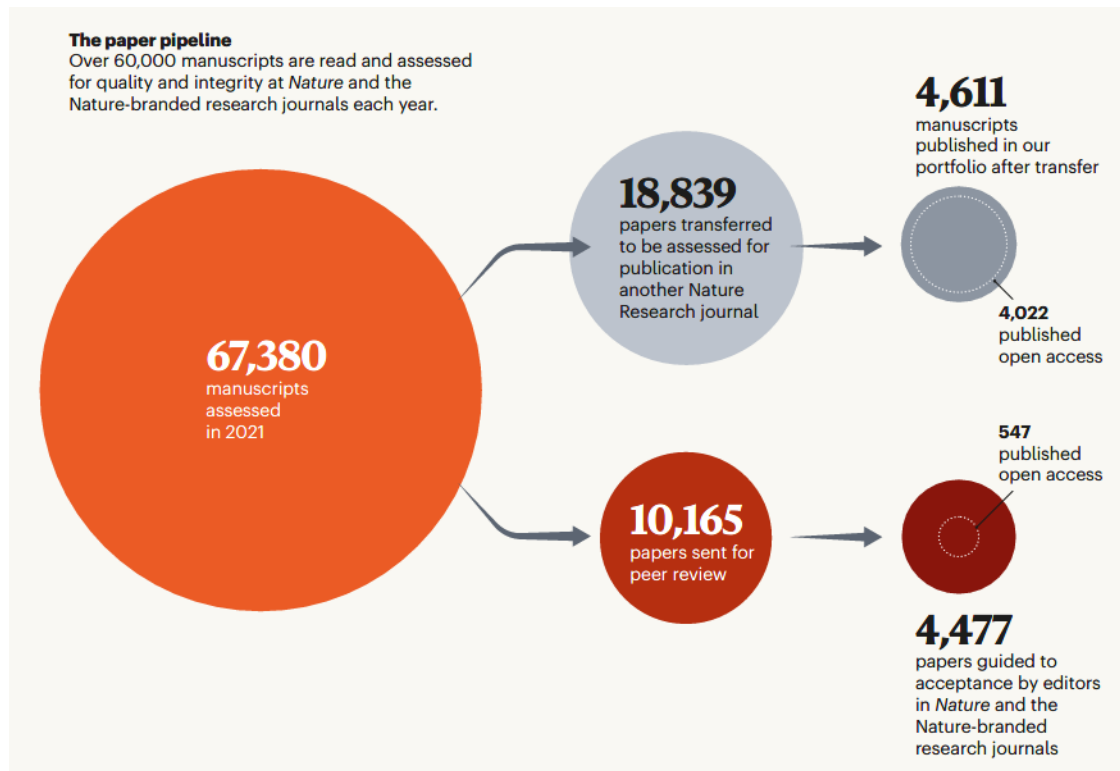 The paper pipeline
Over 60,000 manuscripts are read and assessed
for quality and integrity at Nature and the
Nature-branded research journals each year.
67,380
manuscripts
assessed
in 2021
18,839
papers transferred
to be assessed for
publication in
another Nature
Research journal
4,611
manuscripts
published in our
portfolio after transfer
4,022
published
open access
10,165
papers sent for
peer review
547
published
open access
4,477
papers guided to
acceptance by editors
in Nature and the
Nature-branded
research journals